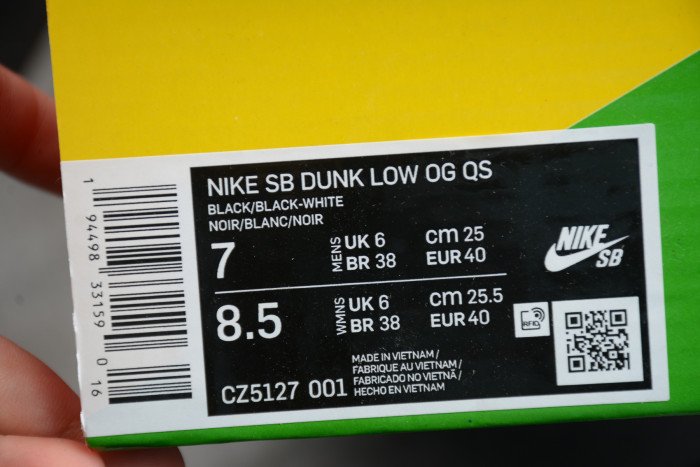 NIKE SB DUNK LOW OG QS
BLACK/BLACK-WHITE
NOIR/BLANC/NOIR
7
MENS
UK 6 cm 25
BR 38 EUR 40
8.5
WMNS
UK 6 cm 25.5
BR 38 EUR 40
NIKE
SB
RFID
MADE IN VIETNAM/
FABRIQUE AU VIETNAM/
FABRICADO NO VIETNÃ/
HECHO EN VIETNAM
CZ5127 001
1 94498 33159 0 16